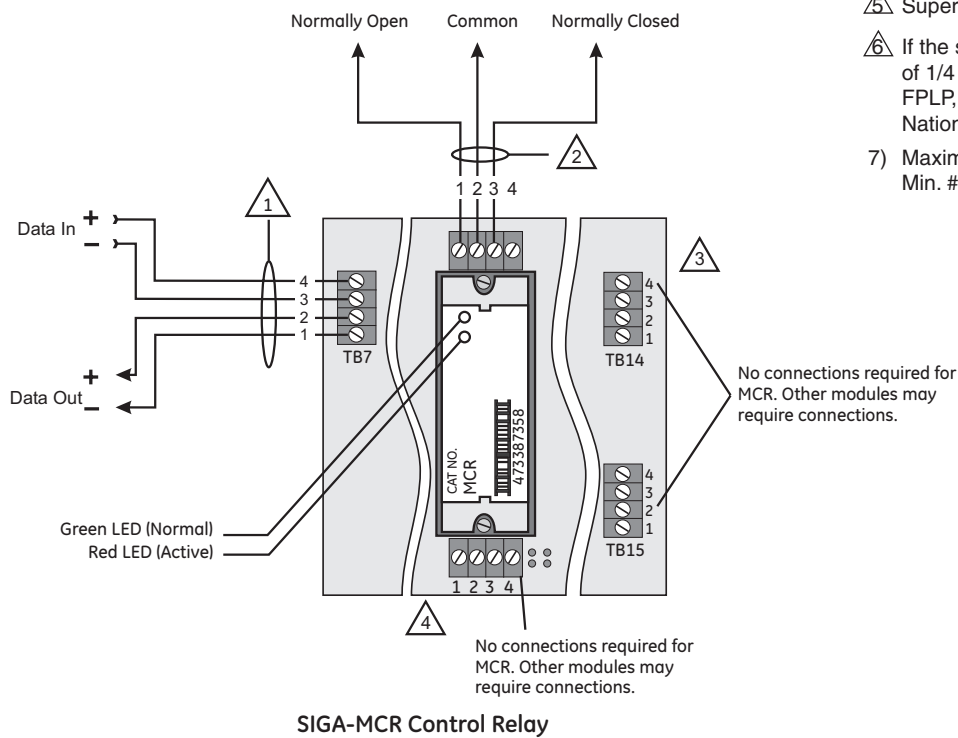 Normally Open Common Normally Closed
5 Super
6 If the s
of 1/4
FPLP,
Nation
7) Maxim
Min. #
2
1 2 3 4
1
Data In + −
4
3
2
1
TB7
Data Out + −
3
4
3
2
1
TB14
No connections required for
MCR. Other modules may
require connections.
CAT NO.
MCR
473387358
4
3
2
1
TB15
Green LED (Normal)
Red LED (Active)
1 2 3 4
4
No connections required for
MCR. Other modules may
require connections.
SIGA-MCR Control Relay